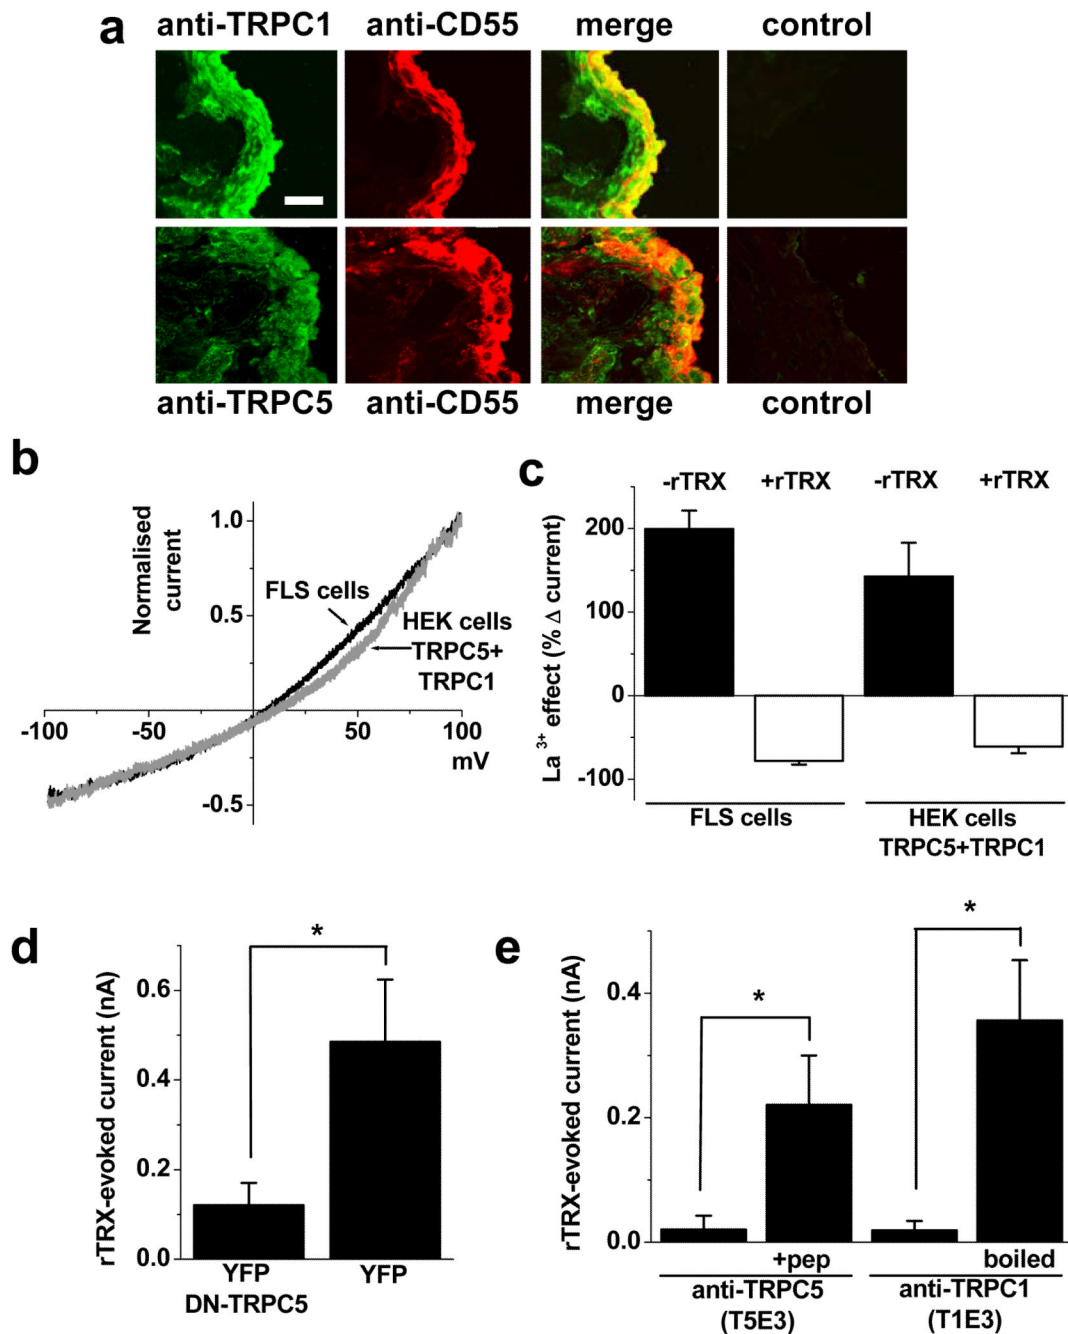 a
anti-TRPC1 anti-CD55 merge control
anti-TRPC5 anti-CD55 merge control
b
Normalised
current
1.0
0.5
-0.5
-100 -50 50 100
mV
FLS cells
HEK cells
TRPC5+
TRPC1
c
-rTRX +rTRX -rTRX +rTRX
La³⁺ effect (% Δ current)
200
100
0
-100
FLS cells
HEK cells
TRPC5+TRPC1
d
*
rTRX-evoked current (nA)
0.6
0.4
0.2
0.0
YFP YFP
DN-TRPC5
e
*
*
rTRX-evoked current (nA)
0.4
0.2
0.0
+pep boiled
anti-TRPC5 anti-TRPC1
(T5E3) (T1E3)